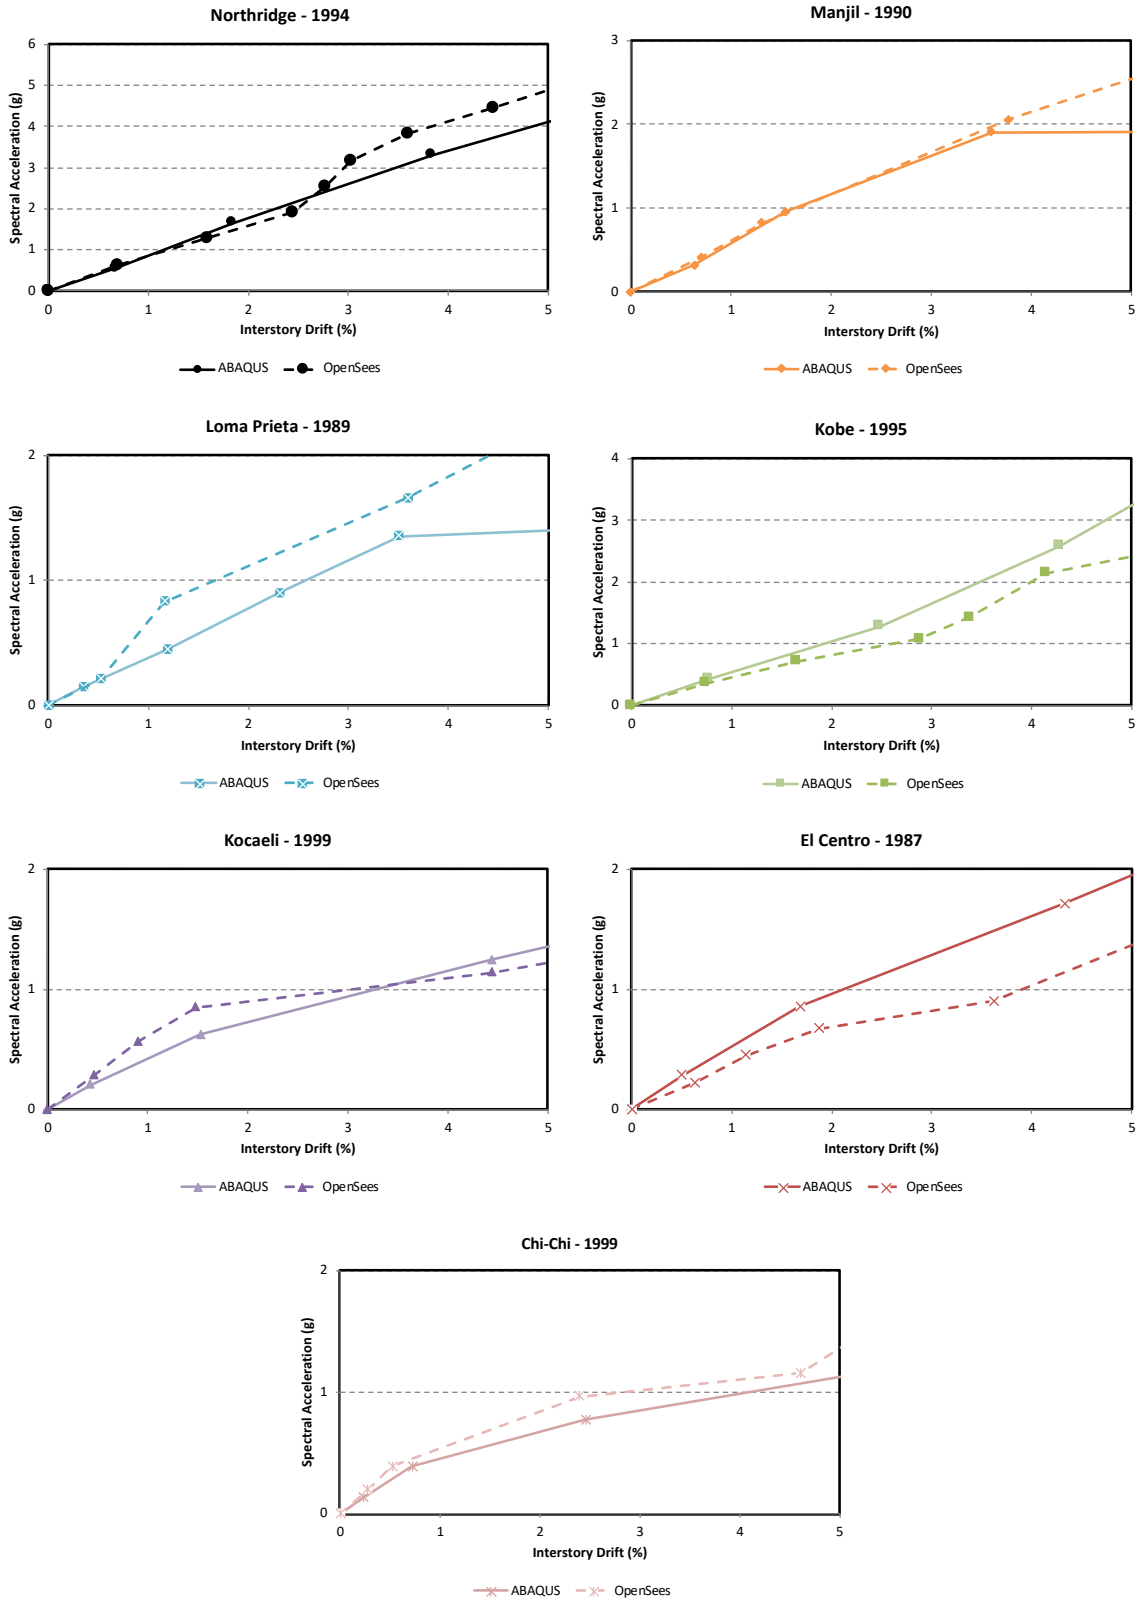 Northridge - 1994
Spectral Acceleration (g)
6
5
4
3
2
1
0
0 1 2 3 4 5
Interstory Drift (%)
ABAQUS OpenSees
Manjil - 1990
Spectral Acceleration (g)
3
2
1
0
0 1 2 3 4 5
Interstory Drift (%)
ABAQUS OpenSees
Loma Prieta - 1989
Spectral Acceleration (g)
2
1
0
0 1 2 3 4 5
Interstory Drift (%)
ABAQUS OpenSees
Kobe - 1995
Spectral Acceleration (g)
4
3
2
1
0
0 1 2 3 4 5
Interstory Drift (%)
ABAQUS OpenSees
Kocaeli - 1999
Spectral Acceleration (g)
2
1
0
0 1 2 3 4 5
Interstory Drift (%)
ABAQUS OpenSees
El Centro - 1987
Spectral Acceleration (g)
2
1
0
0 1 2 3 4 5
Interstory Drift (%)
ABAQUS OpenSees
Chi-Chi - 1999
Spectral Acceleration (g)
2
1
0
0 1 2 3 4 5
Interstory Drift (%)
ABAQUS OpenSees